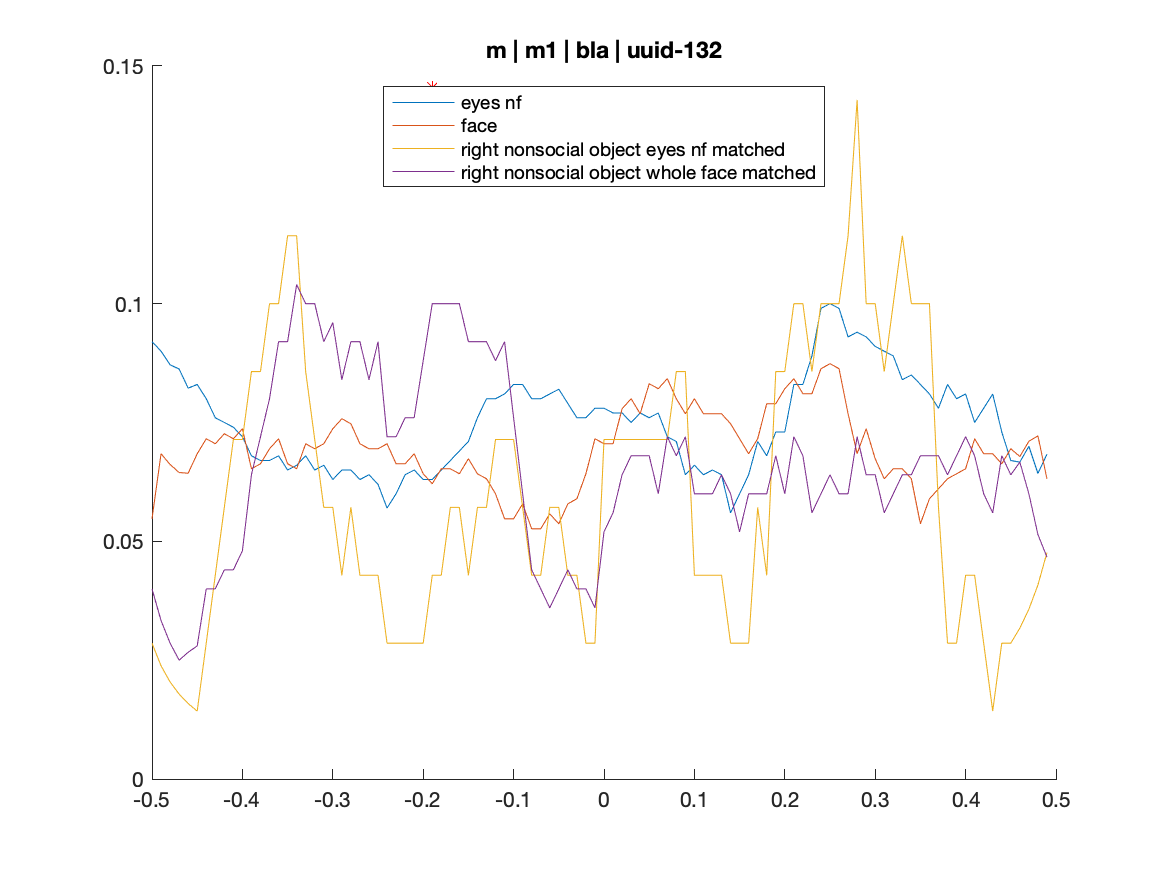 m | m1 | bla | uuid-132
0.15
eyes nf
face
right nonsocial object eyes nf matched
right nonsocial object whole face matched
0.1
0.05
0
-0.5 -0.4 -0.3 -0.2 -0.1 0 0.1 0.2 0.3 0.4 0.5